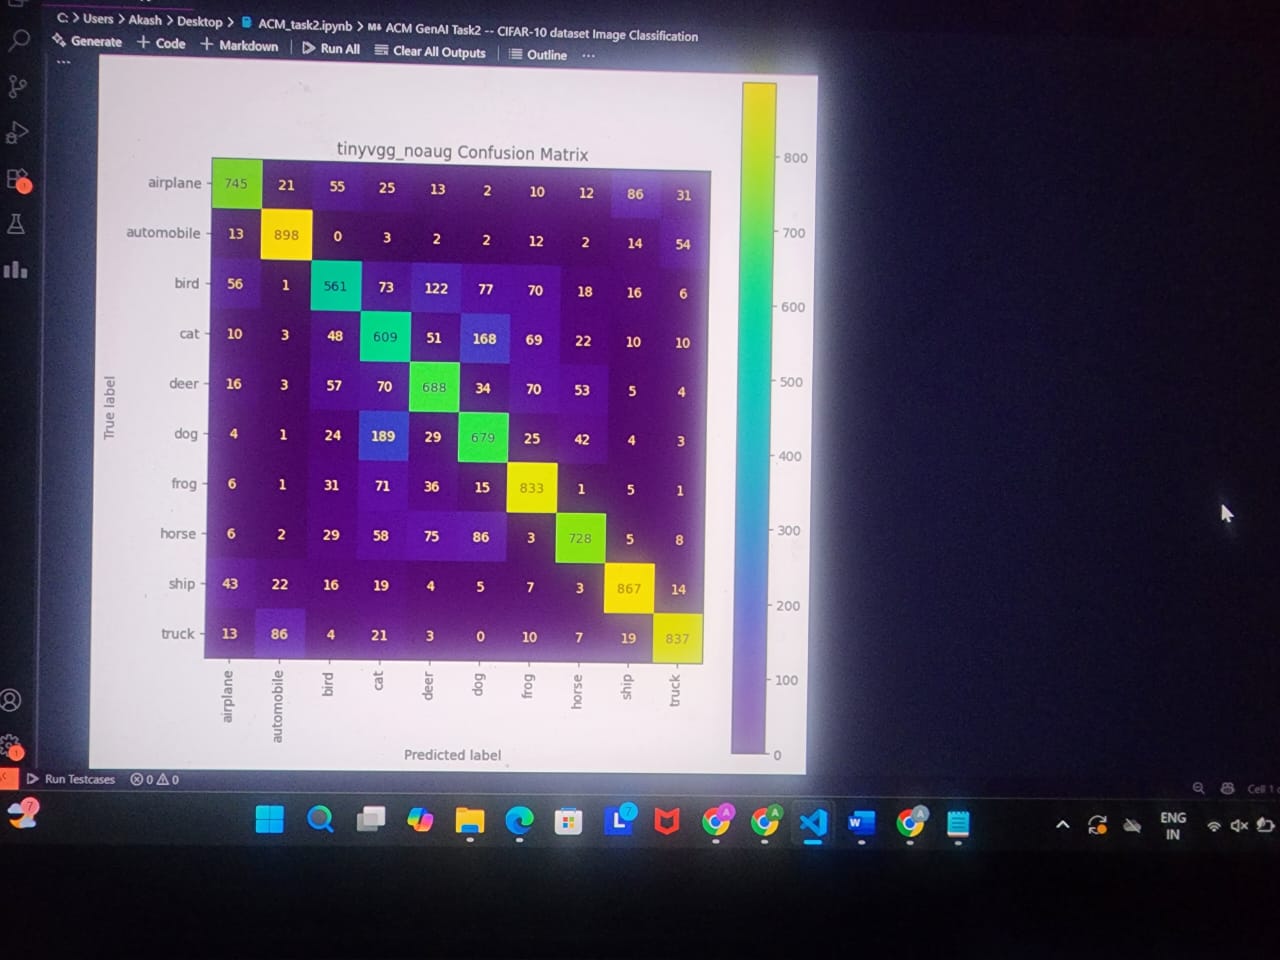 C: > Users > Akash > Desktop > ACM_task2.ipynb > M↓ ACM GenAI Task2 -- CIFAR-10 dataset Image Classification
Generate + Code + Markdown | Run All Clear All Outputs | Outline ...
...
tinyvgg_noaug Confusion Matrix
airplane 745 21 55 25 13 2 10 12 86 31
automobile 13 898 0 3 2 2 12 2 14 54
bird 56 1 561 73 122 77 70 18 16 6
cat 10 3 48 609 51 168 69 22 10 10
deer 16 3 57 70 688 34 70 53 5 4
dog 4 1 24 189 29 679 25 42 4 3
frog 6 1 31 71 36 15 833 1 5 1
horse 6 2 29 58 75 86 3 728 5 8
ship 43 22 16 19 4 5 7 3 867 14
truck 13 86 4 21 3 0 10 7 19 837
True label
airplane automobile bird cat deer dog frog horse ship truck
Predicted label
800
700
600
500
400
300
200
100
0
1
1
Run Testcases 0 0
Cell 1
7
L
7
A
A
W
A
ENG
IN